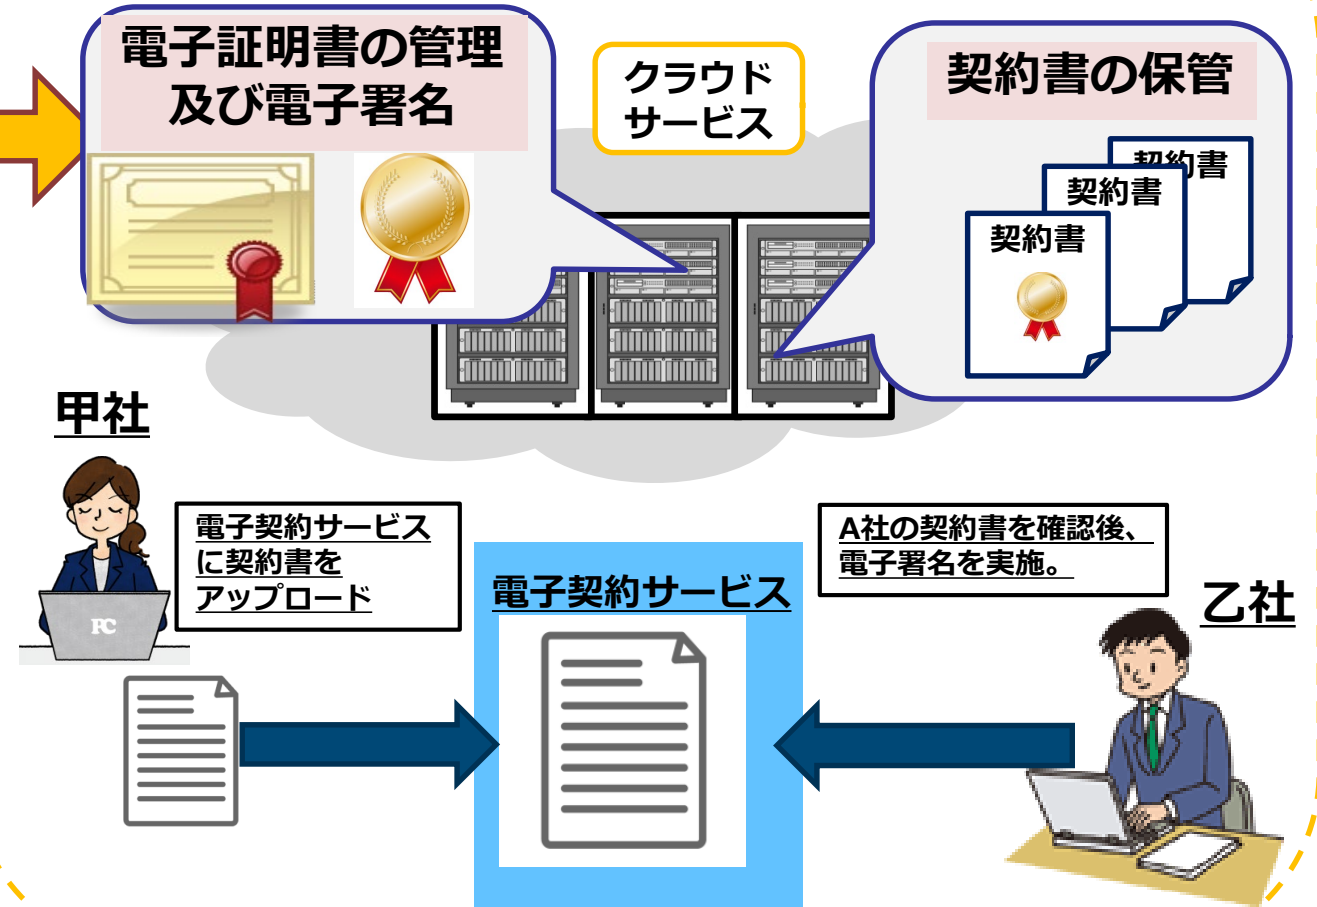 電子証明書の管理
及び電子署名
クラウド
サービス
契約書の保管
契約書
契約書
契約書
甲社
電子契約サービス
に契約書を
アップロード
PC
電子契約サービス
A社の契約書を確認後、
電子署名を実施。
乙社